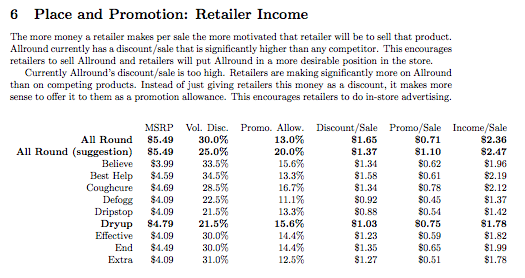 6 Place and Promotion: Retailer Income
The more money a retailer makes per sale the more motivated that retailer will be to sell that product.
Allround currently has a discount/sale that is significantly higher than any competitor. This encourages
retailers to sell Allround and retailers will put Allround in a more desirable position in the store.
Currently Allround's discount/sale is too high. Retailers are making significantly more on Allround
than on competing products. Instead of just giving retailers this money as a discount, it makes more
sense to offer it to them as a promotion allowance. This encourages retailers to do in-store advertising.
MSRP Vol. Disc. Promo. Allow. Discount/Sale Promo/Sale Income/Sale
All Round $5.49 30.0% 13.0% $1.65 $0.71 $2.36
All Round (suggestion) $5.49 25.0% 20.0% $1.37 $1.10 $2.47
Believe $3.99 33.5% 15.6% $1.34 $0.62 $1.96
Best Help $4.59 34.5% 13.3% $1.58 $0.61 $2.19
Coughcure $4.69 28.5% 16.7% $1.34 $0.78 $2.12
Defogg $4.09 22.5% 11.1% $0.92 $0.45 $1.37
Dripstop $4.09 21.5% 13.3% $0.88 $0.54 $1.42
Dryup $4.79 21.5% 15.6% $1.03 $0.75 $1.78
Effective $4.09 30.0% 14.4% $1.23 $0.59 $1.82
End $4.49 30.0% 14.4% $1.35 $0.65 $1.99
Extra $4.09 31.0% 12.5% $1.27 $0.51 $1.78